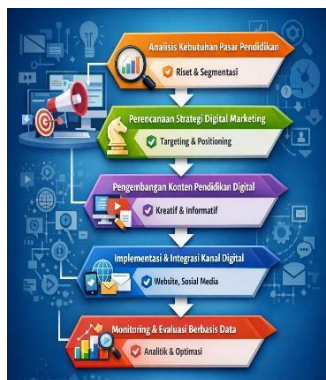 Analisis Kebutuhan Pasar Pendidikan
Riset & Segmentasi
Perencanaan Strategi Digital Marketing
Targeting & Positioning
Pengembangan Konten Pendidikan Digital
Kreatif & Informatif
Implementasi & Integrasi Kanal Digital
Website, Sosial Media
Monitoring & Evaluasi Berbasis Data
Analitik & Optimasi